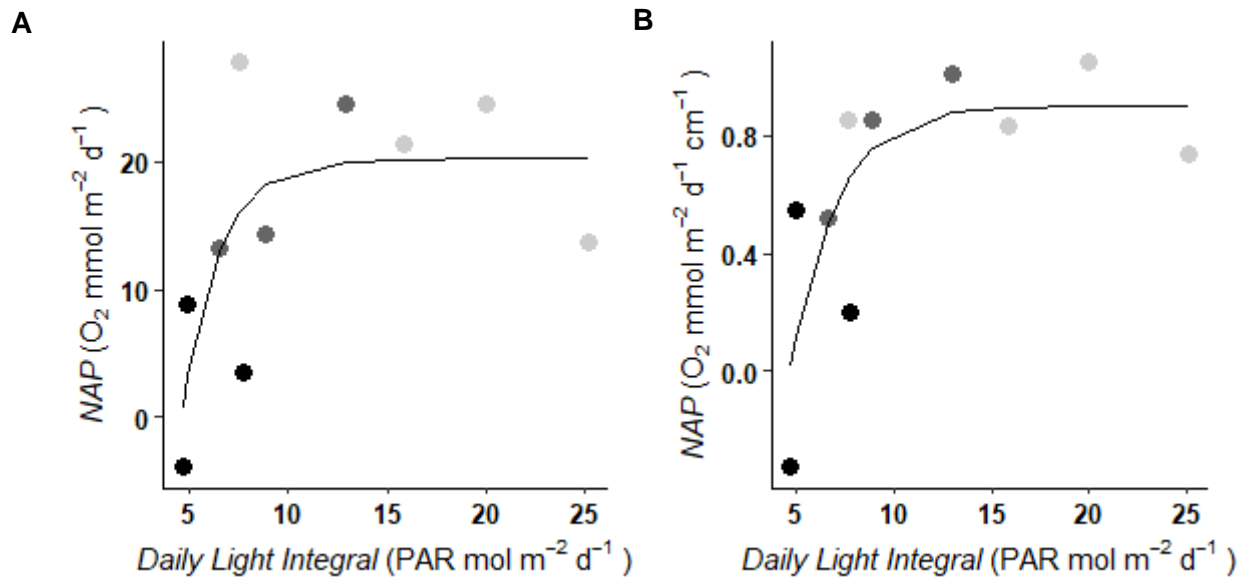 A
NAP (O₂ mmol m⁻² d⁻¹ )
20
10
0
5 10 15 20 25
Daily Light Integral (PAR mol m⁻² d⁻¹ )
B
NAP (O₂ mmol m⁻² d⁻¹ cm⁻¹ )
0.8
0.4
0.0
5 10 15 20 25
Daily Light Integral (PAR mol m⁻² d⁻¹ )